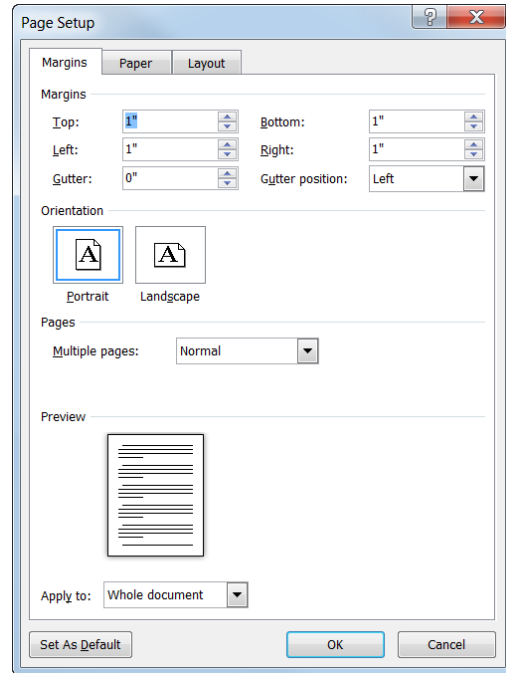 Page Setup
Margins Paper Layout
Margins
Top: 1" Bottom: 1"
Left: 1" Right: 1"
Gutter: 0" Gutter position: Left
Orientation
A A
Portrait Landscape
Pages
Multiple pages: Normal
Preview
Apply to: Whole document
Set As Default OK Cancel